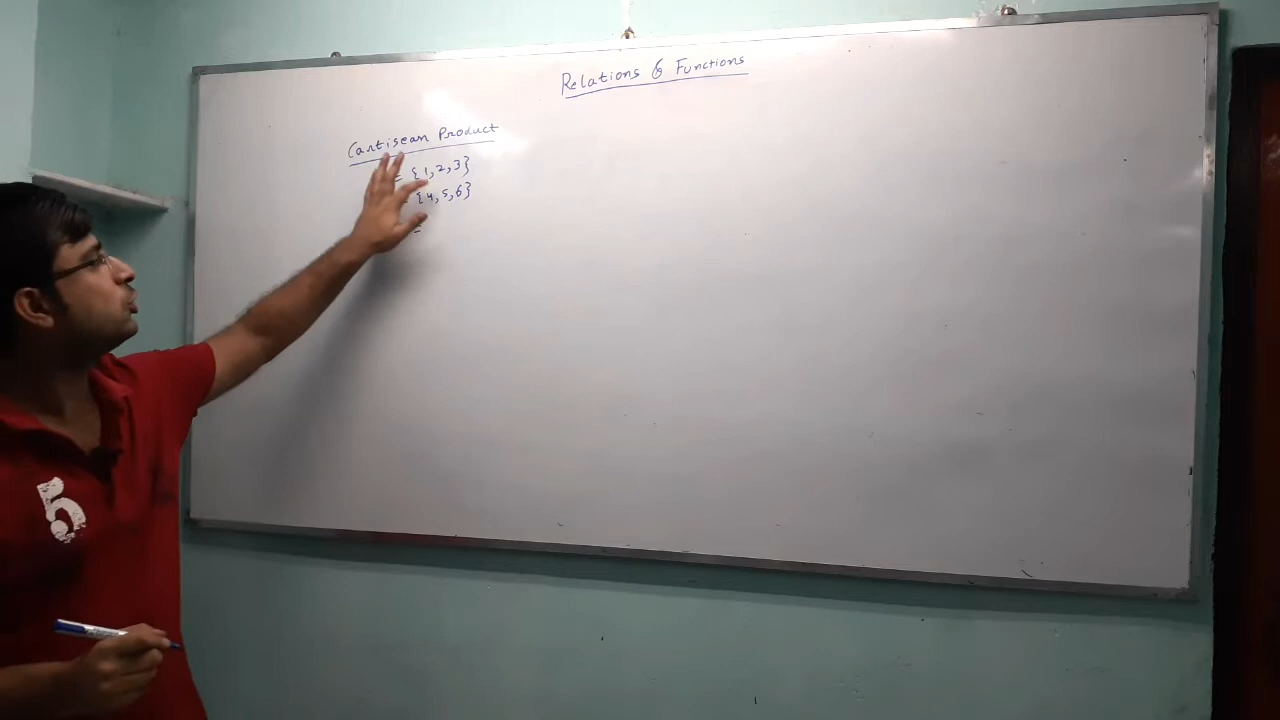 Relations & Functions
Cartisean Product
= {1,2,3}
= {4,5,6}
=
5